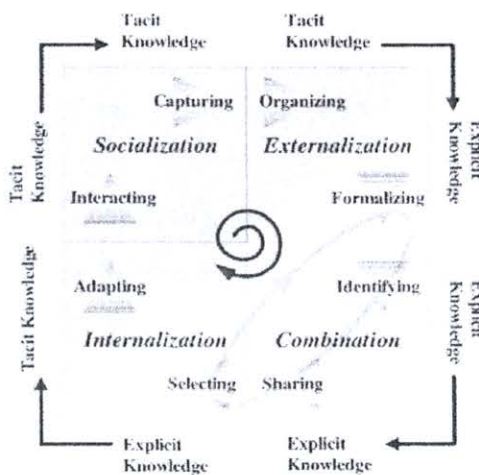 Tacit
Knowledge
Tacit
Knowledge
Capturing
Organizing
Socialization
Externalization
Tacit
Knowledge
Explicit
Knowledge
Interacting
Formalizing
Adapting
Identifying
Tacit Knowledge
Explicit
Knowledge
Internalization
Combination
Selecting
Sharing
Explicit
Knowledge
Explicit
Knowledge